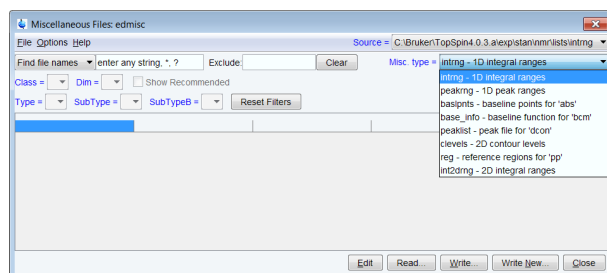 Miscellaneous Files: edmisc
File Options Help
Source = C:\Bruker\TopSpin4.0.3.a\exp\stan\nmr\lists\intrng
Find file names enter any string, *, ? Exclude: Clear Misc. type = intrng - 1D integral ranges
intrng - 1D integral ranges
Class = Dim = Show Recommended
peakrng - 1D peak ranges
baslpnts - baseline points for 'abs'
Type = SubType = SubTypeB = Reset Filters
base_info - baseline function for 'bcm'
peaklist - peak file for 'dcon'
clevels - 2D contour levels
reg - reference regions for 'pp'
int2drng - 2D integral ranges
Edit Read... Write... Write New... Close